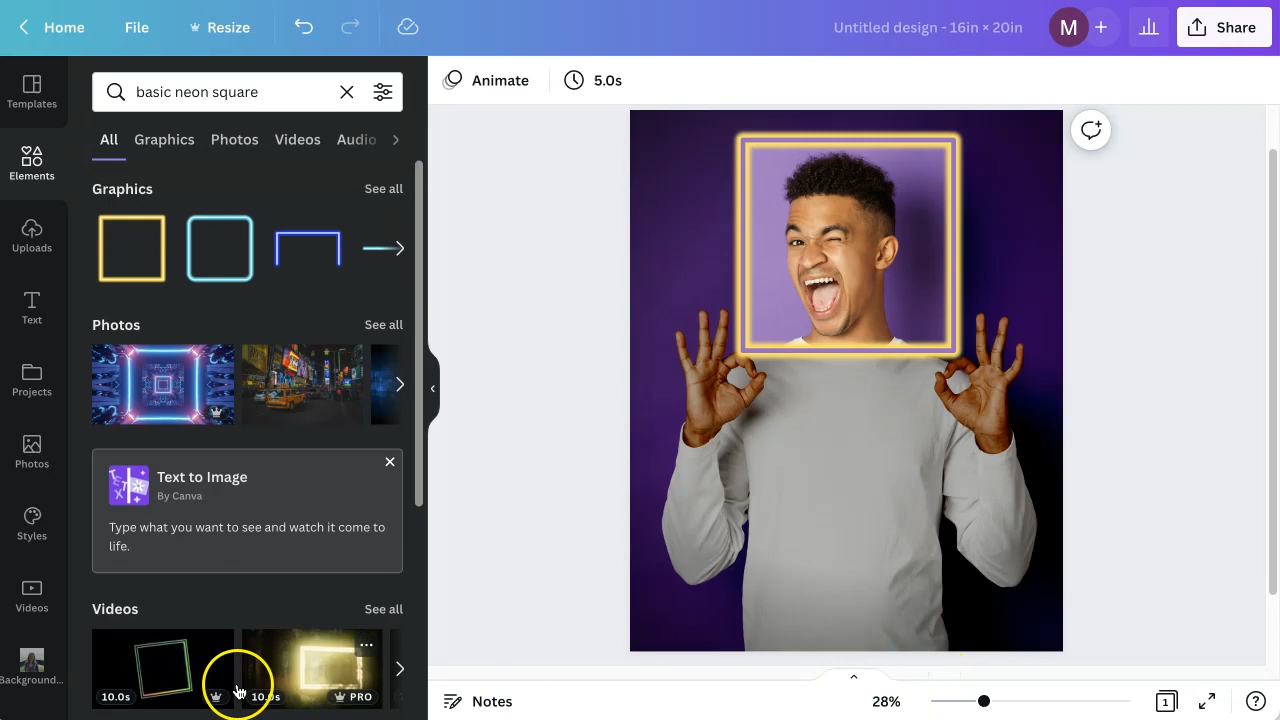 Home File Resize Untitled design - 16in × 20in M + Share
Templates
Elements
Uploads
Text
Projects
Photos
Styles
Videos
Background...
basic neon square
All Graphics Photos Videos Audio
Graphics See all
Photos See all
Text to Image
By Canva
Type what you want to see and watch it come to
life.
Videos See all
10.0s 10.0s PRO
Animate 5.0s
Notes 28% 1 ?